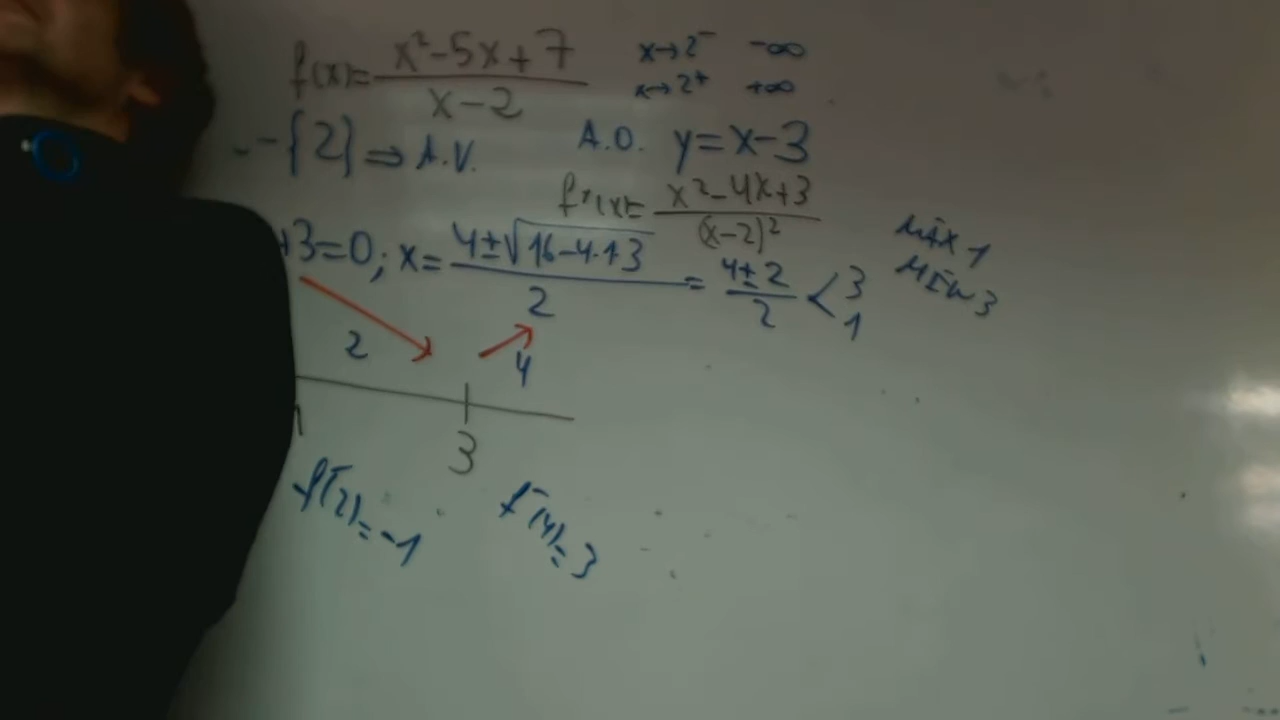 f(x)= x²-5x+7 / x-2 x→2⁻ -∞
x→2⁺ +∞
-{2} ⇒ A.V. A.O. y=x-3
f'(x)= x²-4x+3 / (x-2)²
+3=0; x= 4±√16-4·1·3 / 2 = 4±2 / 2 < 3 1
MÁX 1
MÍN 3
2 4
1 3
f'(2)=-1 f'(4)=3